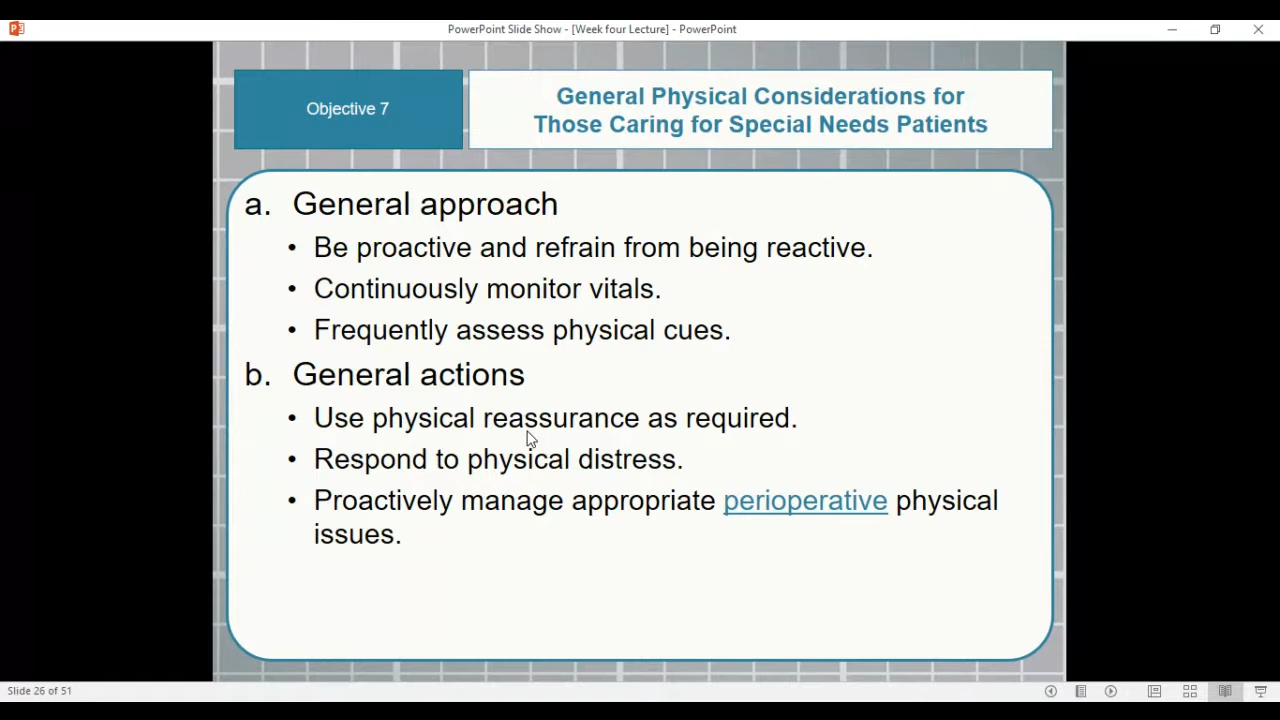 PowerPoint Slide Show - [Week four Lecture] - PowerPoint
Objective 7
General Physical Considerations for
Those Caring for Special Needs Patients
a. General approach
• Be proactive and refrain from being reactive.
• Continuously monitor vitals.
• Frequently assess physical cues.
b. General actions
• Use physical reassurance as required.
• Respond to physical distress.
• Proactively manage appropriate perioperative physical
issues.
Slide 26 of 51